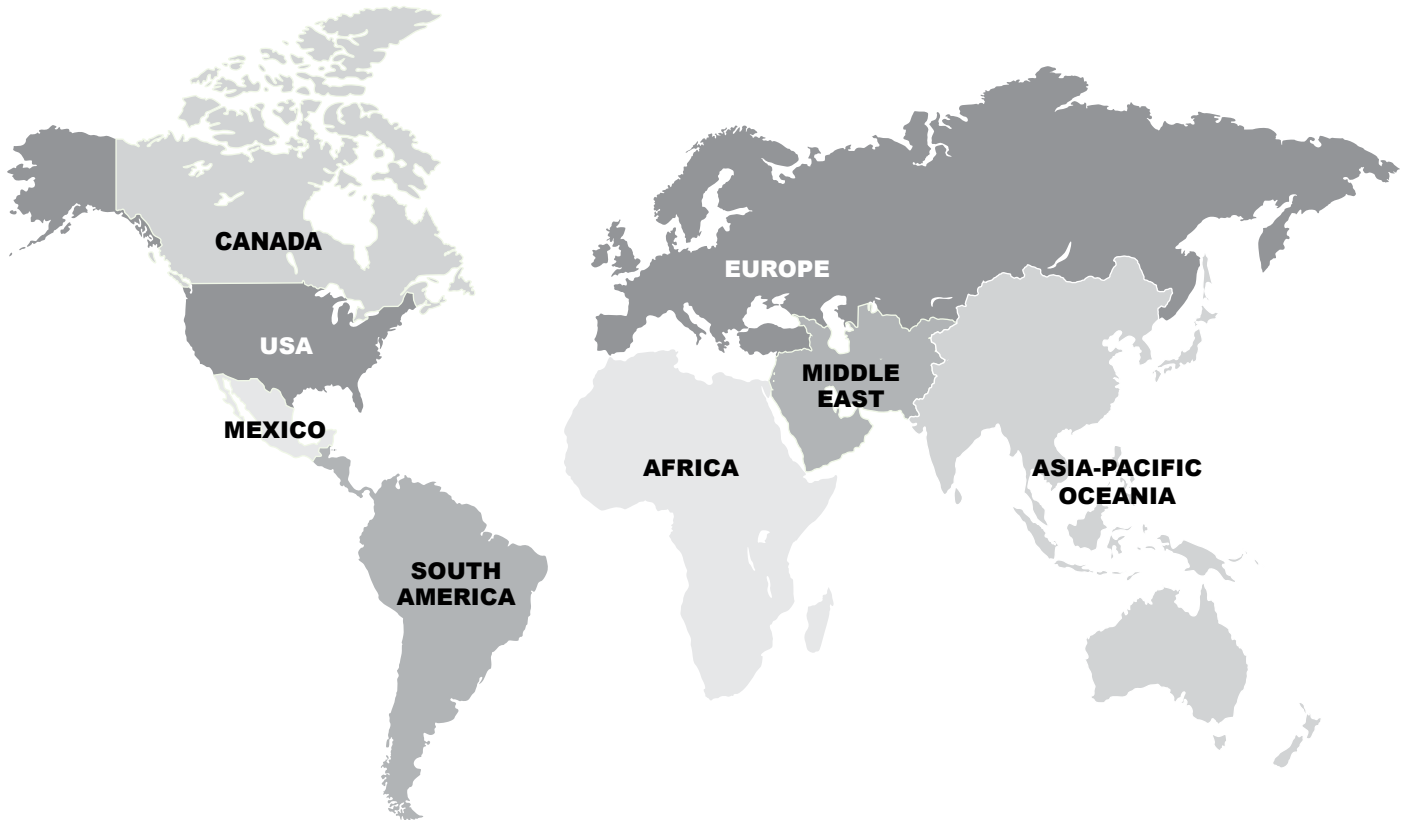 CANADA
EUROPE
USA
MIDDLE
EAST
MEXICO
AFRICA
ASIA-PACIFIC
OCEANIA
SOUTH
AMERICA